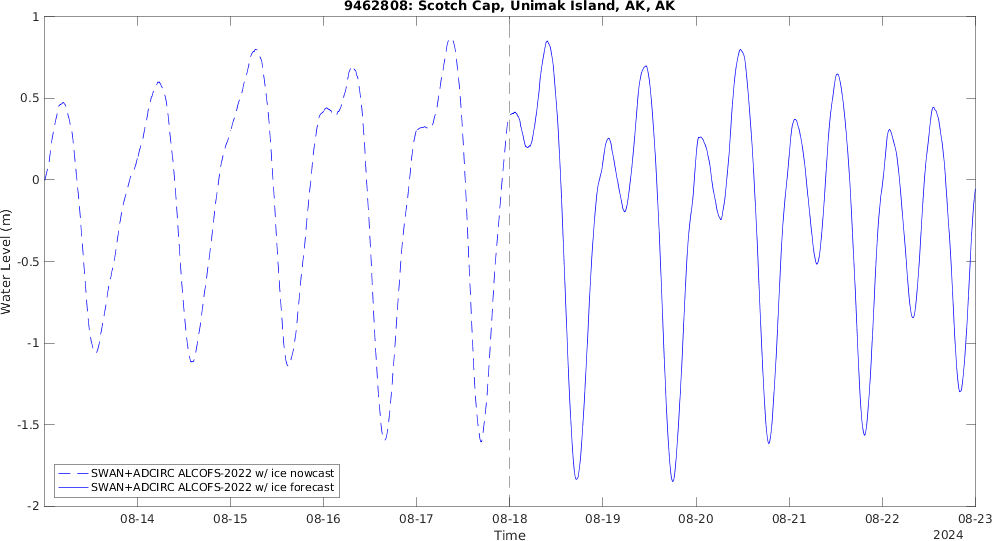 9462808: Scotch Cap, Unimak Island, AK, AK
1
0.5
0
-0.5
-1
-1.5
-2
Water Level (m)
SWAN+ADCIRC ALCOFS-2022 w/ ice nowcast
SWAN+ADCIRC ALCOFS-2022 w/ ice forecast
08-14 08-15 08-16 08-17 08-18 08-19 08-20 08-21 08-22 08-23
Time
2024